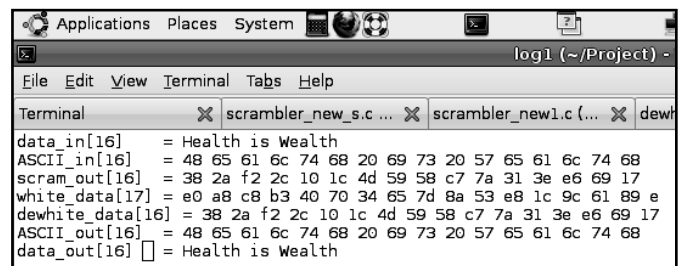 Applications Places System
log1 (~/Project) -
File Edit View Terminal Tabs Help
Terminal scrambler_new_s.c ... scrambler_new1.c (... dewh
data_in[16] = Health is Wealth
ASCII_in[16] = 48 65 61 6c 74 68 20 69 73 20 57 65 61 6c 74 68
scram_out[16] = 38 2a f2 2c 10 1c 4d 59 58 c7 7a 31 3e e6 69 17
white_data[17] = e0 a8 c8 b3 40 70 34 65 7d 8a 53 e8 1c 9c 61 89 e
dewhite_data[16] = 38 2a f2 2c 10 1c 4d 59 58 c7 7a 31 3e e6 69 17
ASCII_out[16] = 48 65 61 6c 74 68 20 69 73 20 57 65 61 6c 74 68
data_out[16] = Health is Wealth